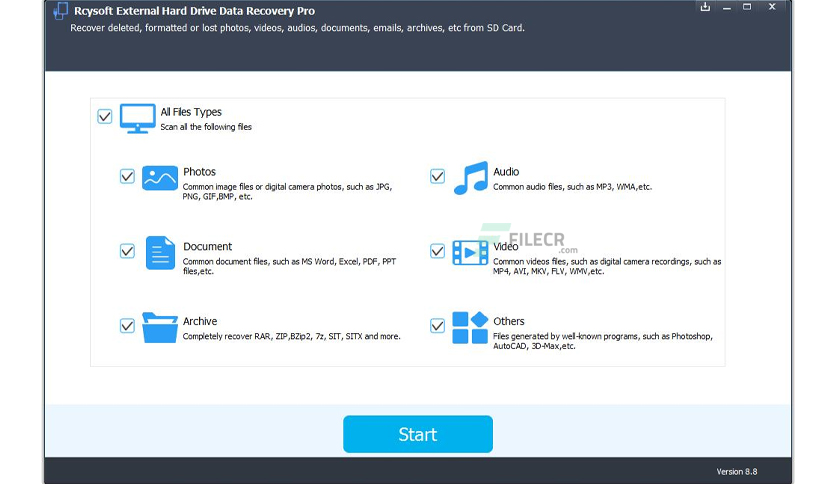 Rcysoft External Hard Drive Data Recovery Pro
Recover deleted, formatted or lost photos, videos, audios, documents, emails, archives, etc from SD Card.
All Files Types
Scan all the following files
Photos
Common image files or digital camera photos, such as JPG,
PNG, GIF,BMP, etc.
Audio
Common audio files, such as MP3, WMA,etc.
Document
Common document files, such as MS Word, Excel, PDF, PPT
files,etc.
FILECR
.com
Video
Common videos files, such as digital camera recordings, such as
MP4, AVI, MKV, FLV, WMV,etc.
Archive
Completely recover RAR, ZIP,BZip2, 7z, SIT, SITX and more.
Others
Files generated by well-known programs, such as Photoshop,
AutoCAD, 3D-Max,etc.
Start
Version 8.8